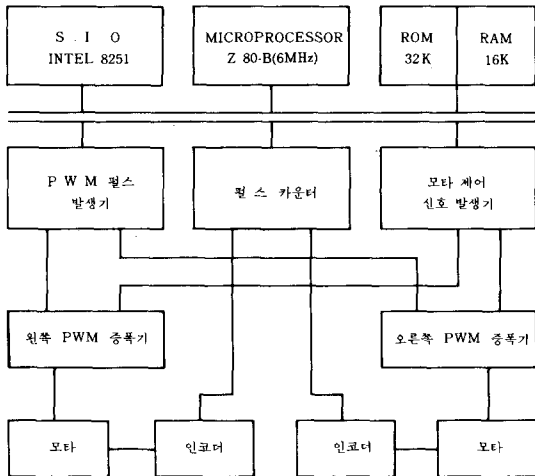 S . I O
INTEL 8251
MICROPROCESSOR
Z 80-B(6MHz)
ROM
32K
RAM
16K
P W M 펄스
발생기
펄 스 카운터
모타 제어
신호 발생기
왼쪽 PWM 증폭기
오른쪽 PWM 증폭기
모타
인코더
인코더
모타